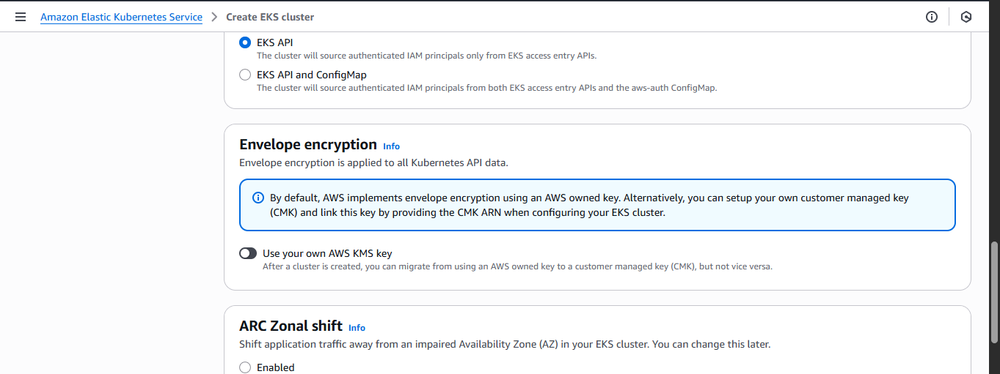 Amazon Elastic Kubernetes Service > Create EKS cluster
EKS API
The cluster will source authenticated IAM principals only from EKS access entry APIs.
EKS API and ConfigMap
The cluster will source authenticated IAM principals from both EKS access entry APIs and the aws-auth ConfigMap.
Envelope encryption Info
Envelope encryption is applied to all Kubernetes API data.
By default, AWS implements envelope encryption using an AWS owned key. Alternatively, you can setup your own customer managed key
(CMK) and link this key by providing the CMK ARN when configuring your EKS cluster.
Use your own AWS KMS key
After a cluster is created, you can migrate from using an AWS owned key to a customer managed key (CMK), but not vice versa.
ARC Zonal shift Info
Shift application traffic away from an impaired Availability Zone (AZ) in your EKS cluster. You can change this later.
Enabled